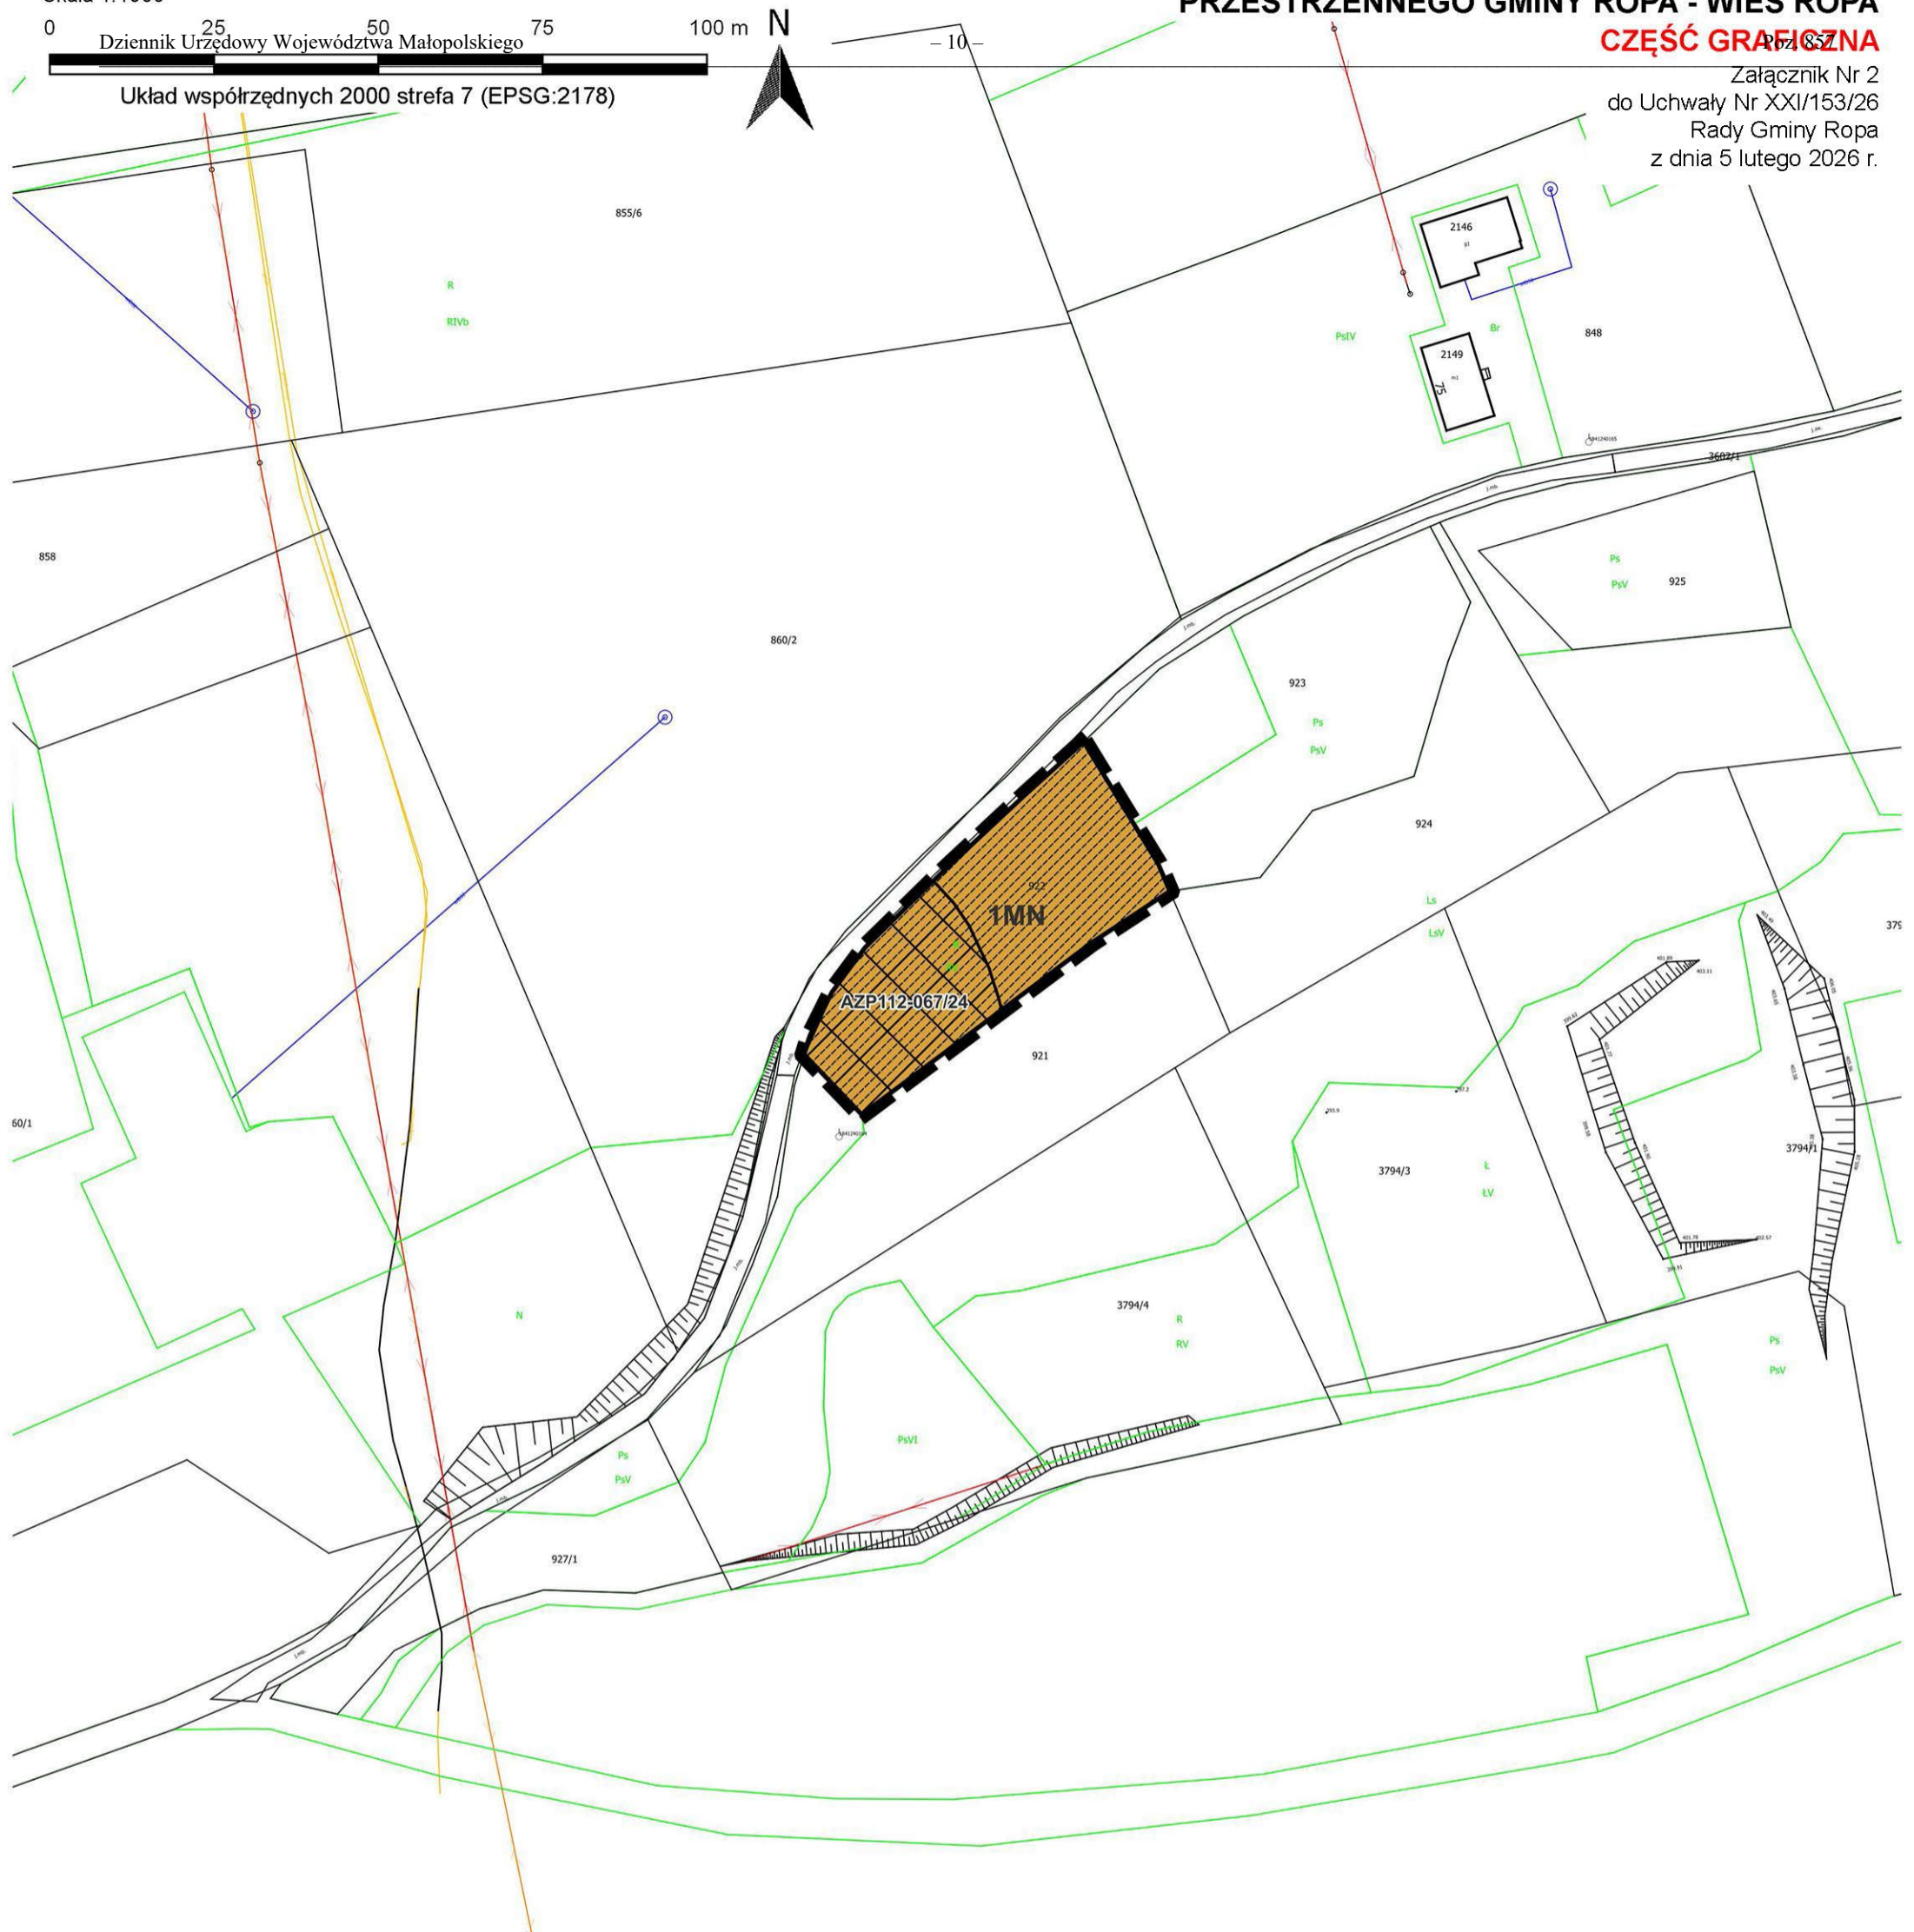 0 25 50 75 100 m N
PRZESTRZENNEGO GMINY ROPA - WIEŚ ROPA
Dziennik Urzędowy Województwa Małopolskiego
– 10 –
Poz. 857
CZĘŚĆ GRAFICZNA
Układ współrzędnych 2000 strefa 7 (EPSG:2178)
Załącznik Nr 2
do Uchwały Nr XXI/153/26
Rady Gminy Ropa
z dnia 5 lutego 2026 r.
855/6
2146
R
RIVb
PsIV
Br
848
2149
75
3602/1
858
Ps
PsV
925
860/2
923
Ps
PsV
924
922
1MN
Ls
LsV
379
AZP112-067/24
921
60/1
3794/3
Ł
ŁV
3794/1
N
3794/4
R
RV
Ps
PsV
PsVI
Ps
PsV
927/1